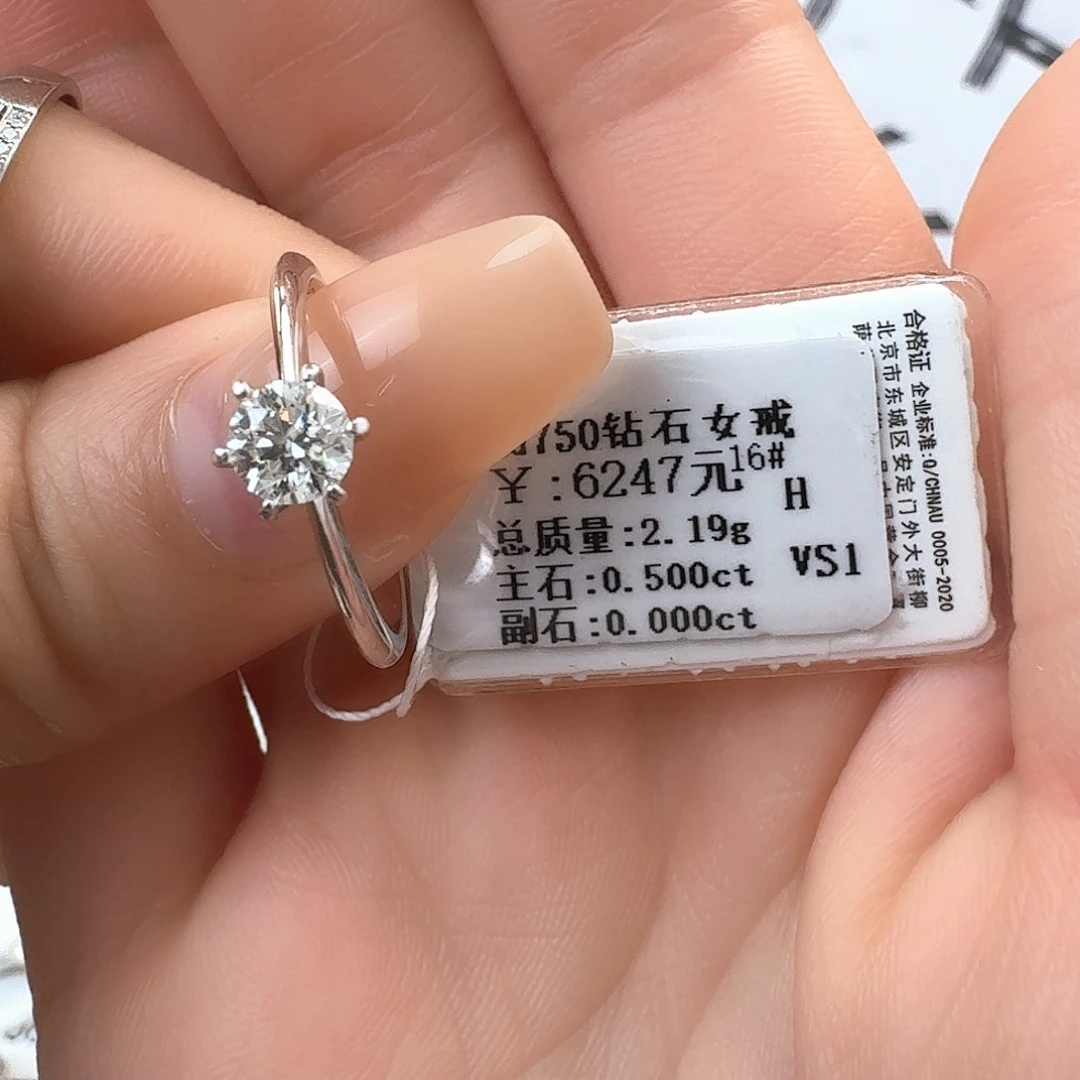 750钻石女戒
¥:6247元16#
H
总质量:2.19g
VS1
主石:0.500ct
副石:0.000ct
合格证 企业标准:Q/CHNAU 0005-2020
北京市东城区安定门外大街柳